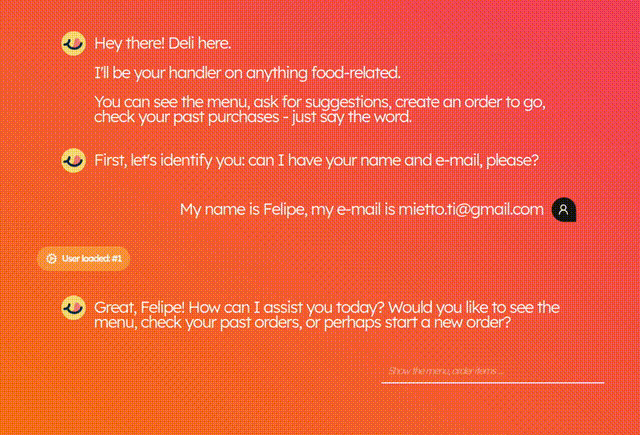 Hey there! Deli here.
I'll be your handler on anything food-related.
You can see the menu, ask for suggestions, create an order to go,
check your past purchases - just say the word.
First, let's identify you: can I have your name and e-mail, please?
My name is Felipe, my e-mail is mietto.ti@gmail.com
User loaded: #1
Great, Felipe! How can I assist you today? Would you like to see the
menu, check your past orders, or perhaps start a new order?
Show the menu, order items ...